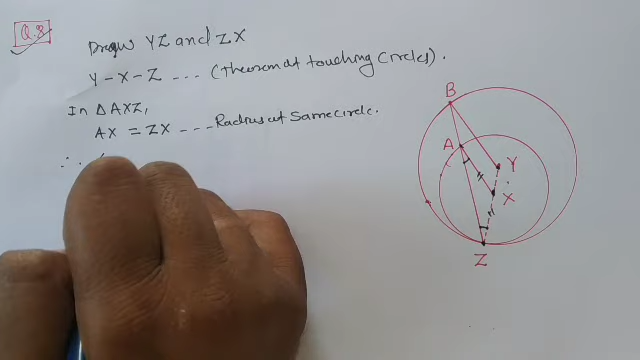 Q.8
Draw YZ and ZX
Y - X - Z --- (Theorem of touching Circles).
In △AXZ,
AX = ZX --- Radius of Same circle.
∴
B
A
Y
X
Z